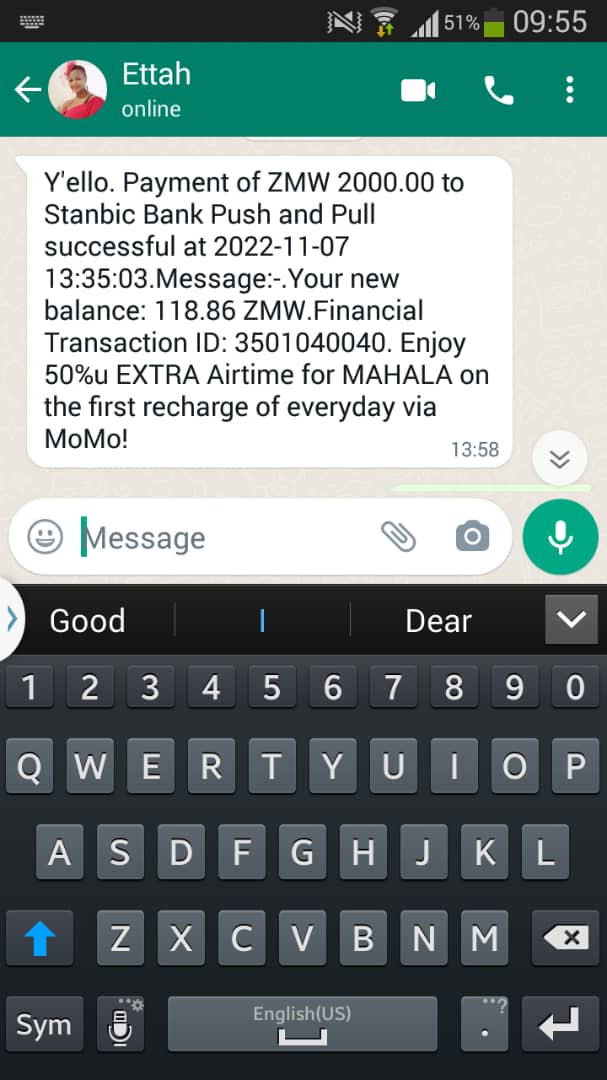 51% 09:55
Ettah
online
Y'ello. Payment of ZMW 2000.00 to
Stanbic Bank Push and Pull
successful at 2022-11-07
13:35:03.Message:-.Your new
balance: 118.86 ZMW.Financial
Transaction ID: 3501040040. Enjoy
50%u EXTRA Airtime for MAHALA on
the first recharge of everyday via
MoMo!
13:58
Message
Good I Dear
1 2 3 4 5 6 7 8 9 0
Q W E R T Y U I O P
A S D F G H J K L
Z X C V B N M
Sym English(US) . ?